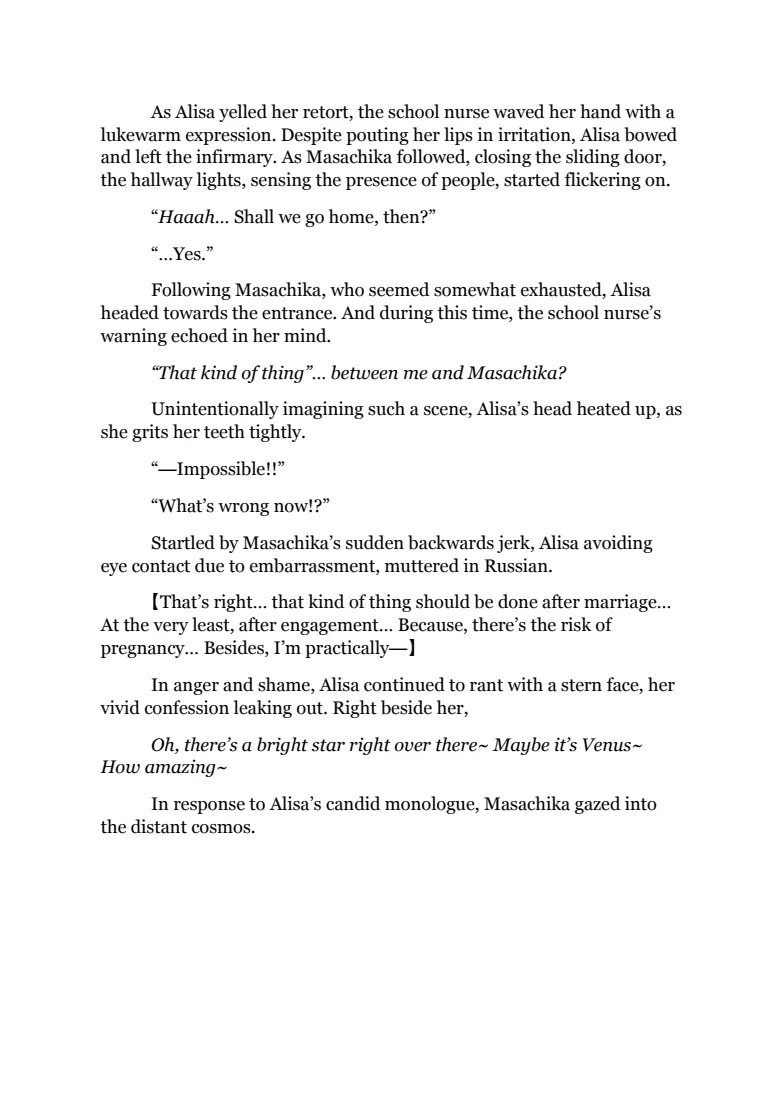 As Alisa yelled her retort, the school nurse waved her hand with a
lukewarm expression. Despite pouting her lips in irritation, Alisa bowed
and left the infirmary. As Masachika followed, closing the sliding door,
the hallway lights, sensing the presence of people, started flickering on.
“Haaah… Shall we go home, then?”
“…Yes.”
Following Masachika, who seemed somewhat exhausted, Alisa
headed towards the entrance. And during this time, the school nurse’s
warning echoed in her mind.
“That kind of thing”… between me and Masachika?
Unintentionally imagining such a scene, Alisa’s head heated up, as
she grits her teeth tightly.
“—Impossible!!”
“What’s wrong now!?”
Startled by Masachika’s sudden backwards jerk, Alisa avoiding
eye contact due to embarrassment, muttered in Russian.
【That’s right… that kind of thing should be done after marriage…
At the very least, after engagement… Because, there’s the risk of
pregnancy… Besides, I’m practically—】
In anger and shame, Alisa continued to rant with a stern face, her
vivid confession leaking out. Right beside her,
Oh, there’s a bright star right over there~ Maybe it’s Venus~
How amazing~
In response to Alisa’s candid monologue, Masachika gazed into
the distant cosmos.